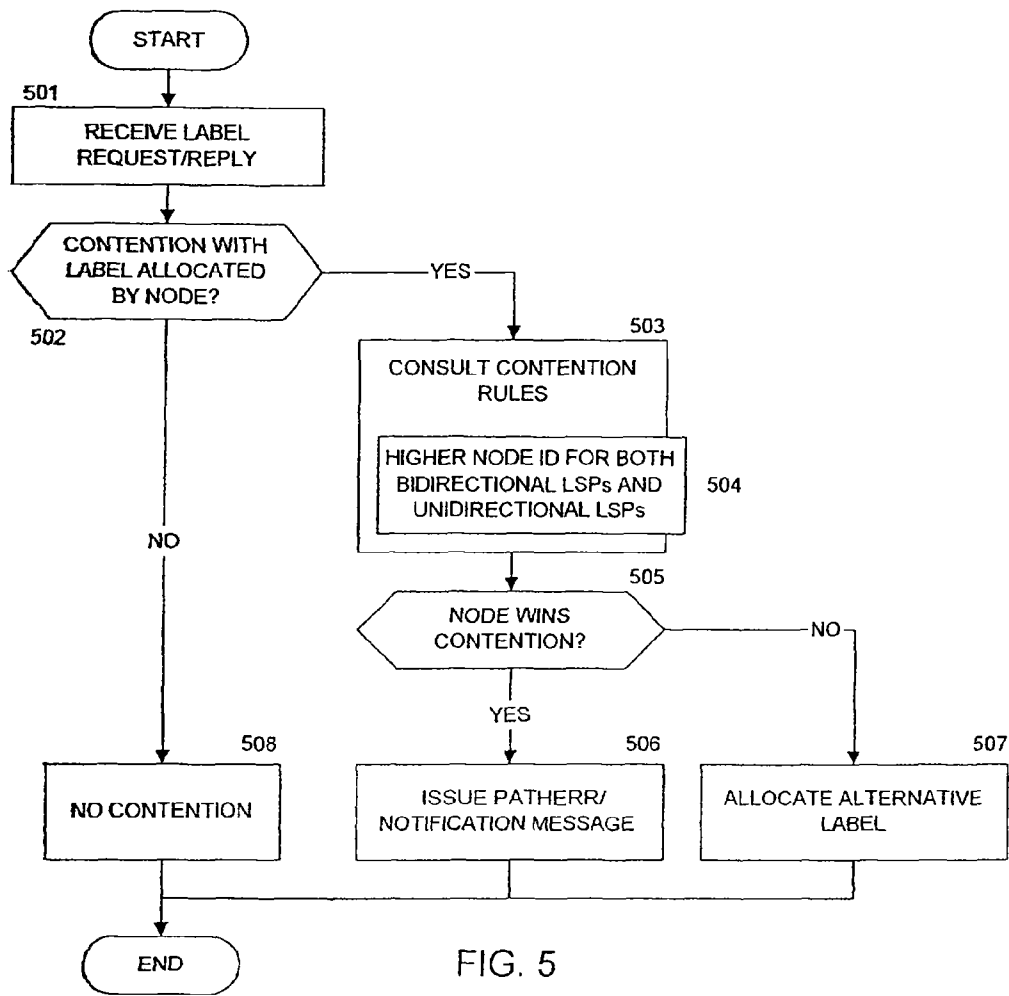 START
501
RECEIVE LABEL
REQUEST/REPLY
CONTENTION WITH
LABEL ALLOCATED
BY NODE?
502
YES
503
CONSULT CONTENTION
RULES
HIGHER NODE ID FOR BOTH
BIDIRECTIONAL LSPs AND
UNIDIRECTIONAL LSPs
504
NO
505
NODE WINS
CONTENTION?
NO
YES
508
NO CONTENTION
506
ISSUE PATHERR/
NOTIFICATION MESSAGE
507
ALLOCATE ALTERNATIVE
LABEL
END
FIG. 5